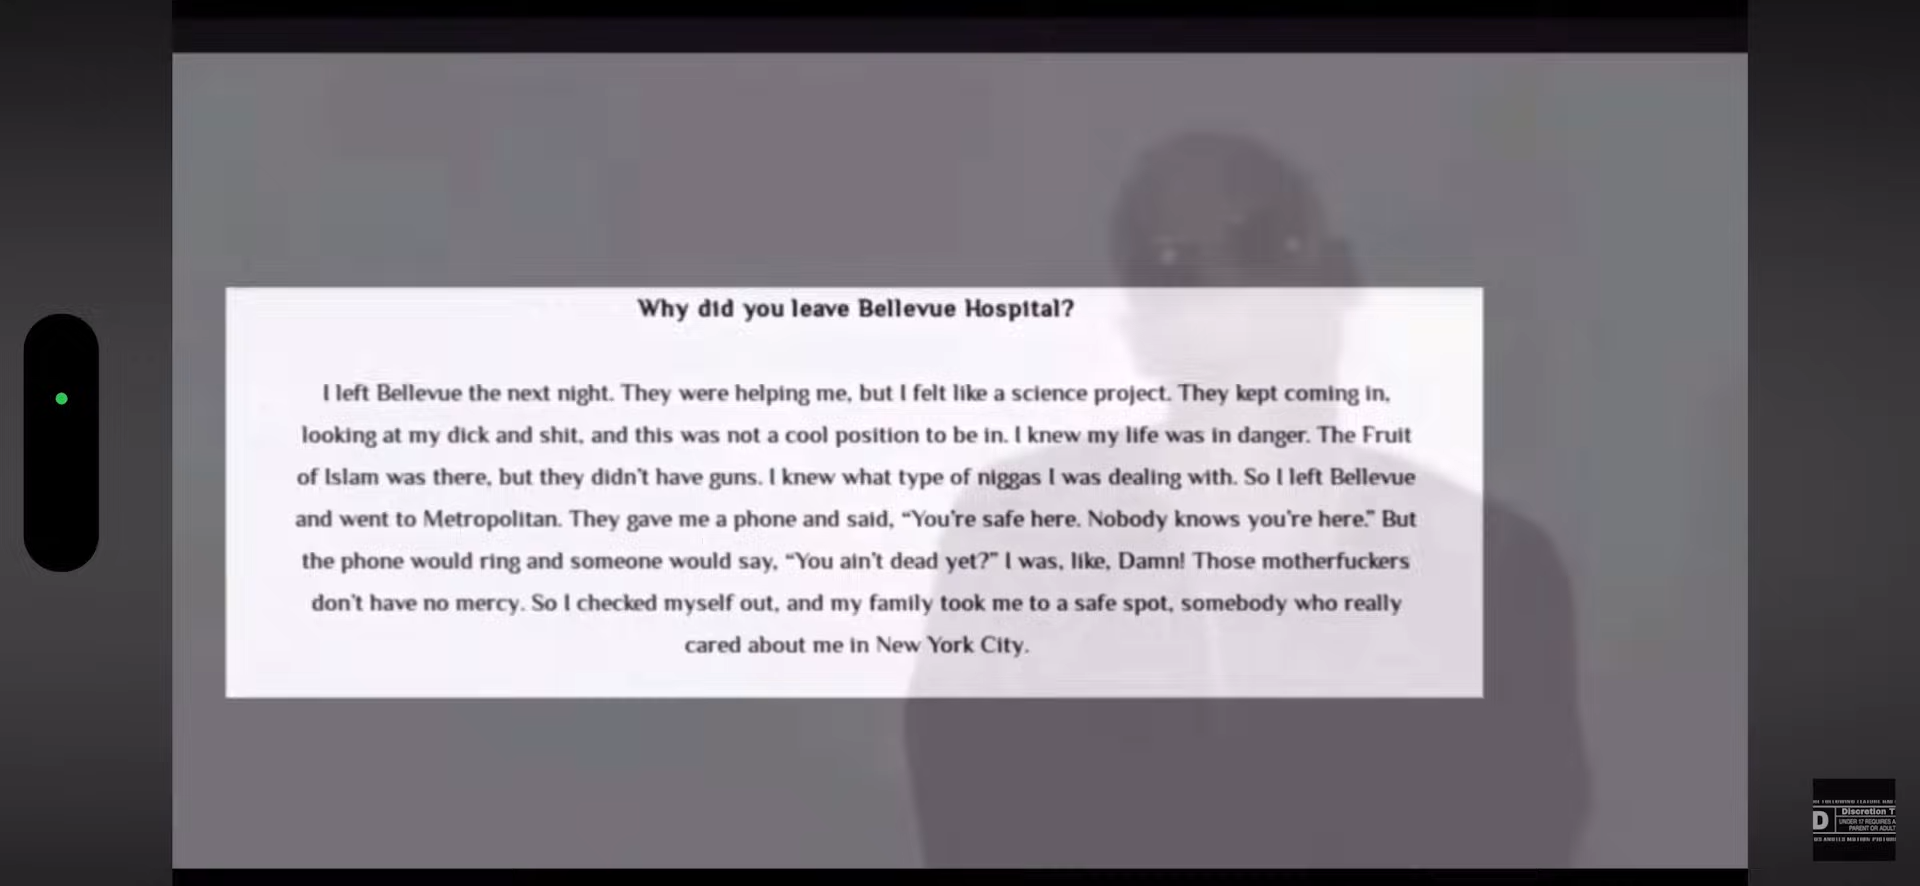 Why did you leave Bellevue Hospital?
I left Bellevue the next night. They were helping me, but I felt like a science project. They kept coming in,
looking at my dick and shit, and this was not a cool position to be in. I knew my life was in danger. The Fruit
of Islam was there, but they didn't have guns. I knew what type of niggas I was dealing with. So I left Bellevue
and went to Metropolitan. They gave me a phone and said, “You're safe here. Nobody knows you're here.” But
the phone would ring and someone would say, “You ain't dead yet?” I was, like, Damn! Those motherfuckers
don't have no mercy. So I checked myself out, and my family took me to a safe spot, somebody who really
cared about me in New York City.
D
Discretion T
UNDER 17 REQUIRES A
PARENT OR ADULT